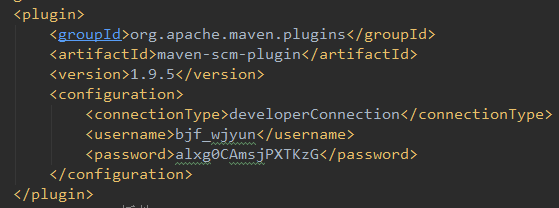 <plugin>
<groupId>org.apache.maven.plugins</groupId>
<artifactId>maven-scm-plugin</artifactId>
<version>1.9.5</version>
<configuration>
<connectionType>developerConnection</connectionType>
<username>bjf_wjyun</username>
<password>alxg0CAmsjPXTKzG</password>
</configuration>
</plugin>